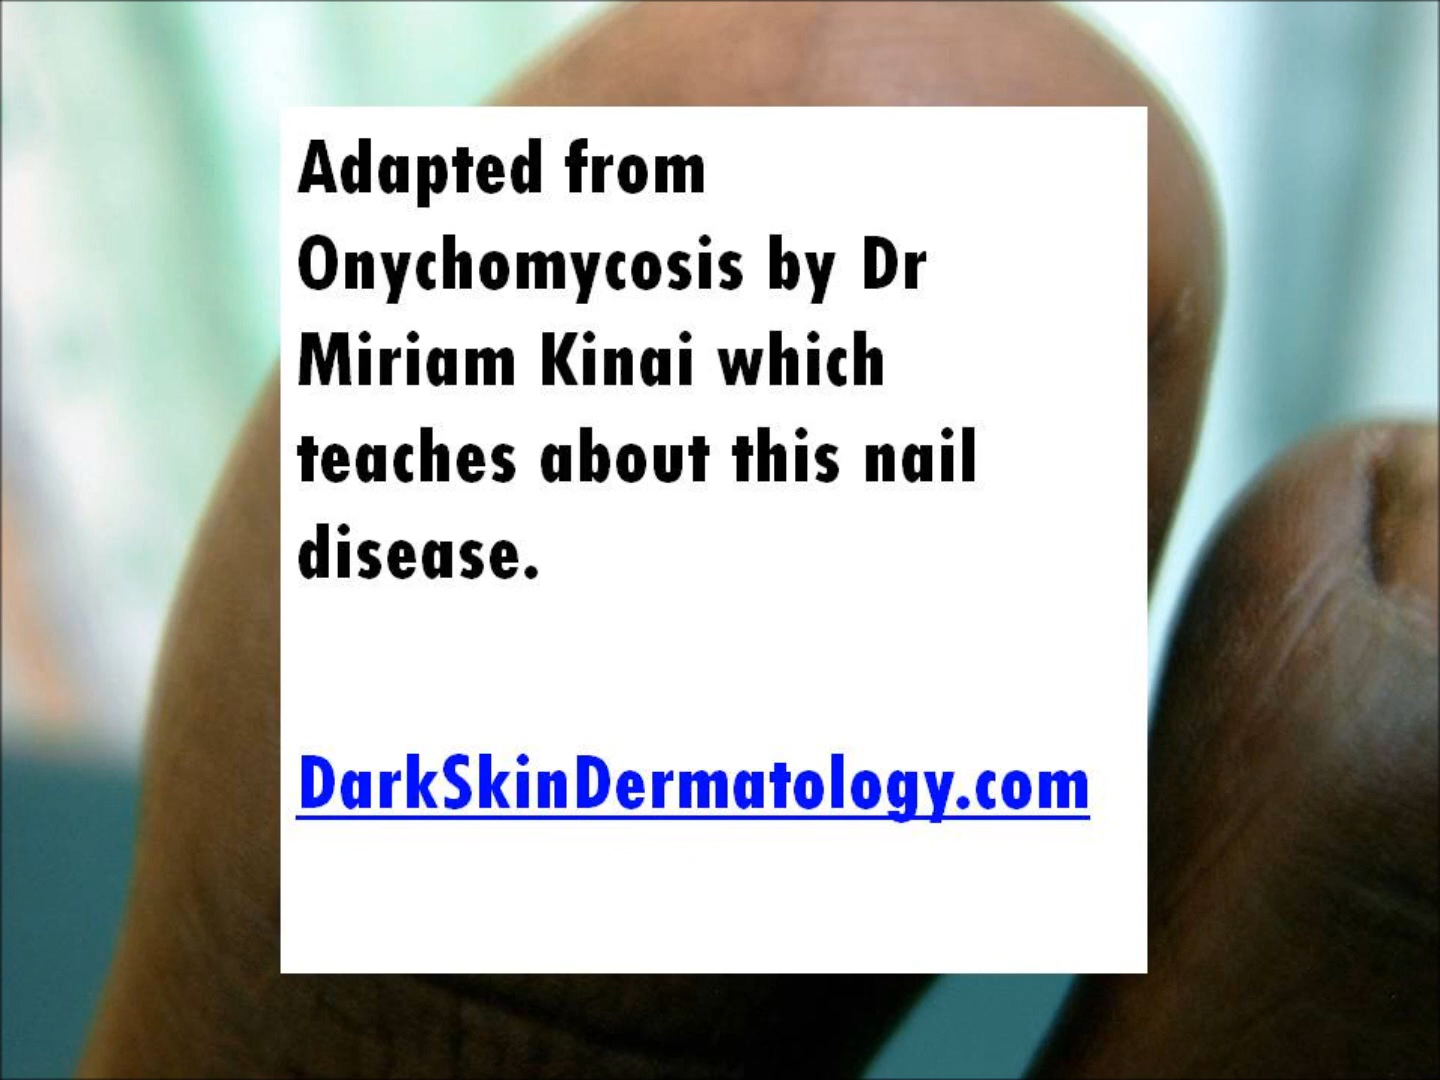 Adapted from
Onychomycosis by Dr
Miriam Kinai which
teaches about this nail
disease.
DarkSkinDermatology.com